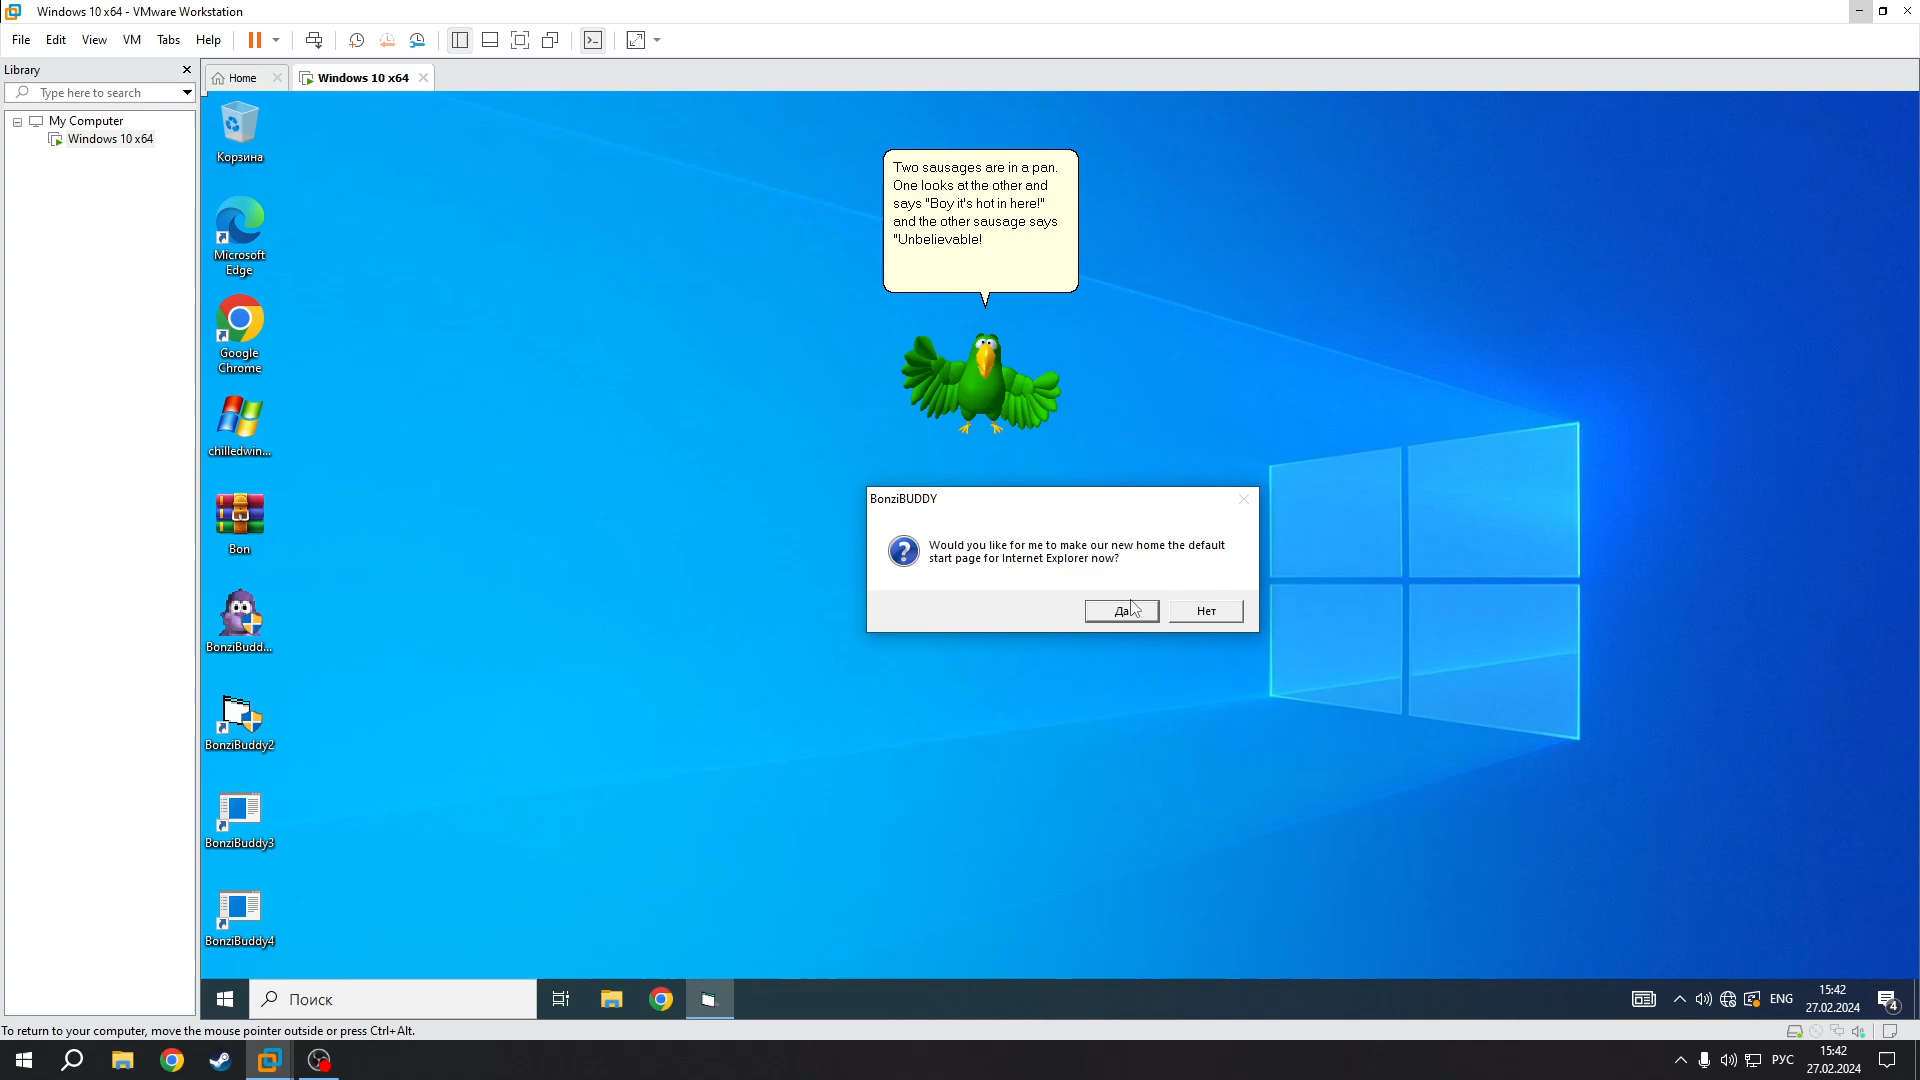 Windows 10 x64 - VMware Workstation
File Edit View VM Tabs Help
Library
Home
Windows 10 x64
Type here to search
My Computer
Windows 10 x64
Корзина
Microsoft
Edge
Google
Chrome
chilledwin...
Bon
BonziBudd...
BonziBuddy2
BonziBuddy3
BonziBuddy4
Two sausages are in a pan.
One looks at the other and
says "Boy it's hot in here!"
and the other sausage says
"Unbelievable!
BonziBUDDY
Would you like for me to make our new home the default
start page for Internet Explorer now?
Да
Нет
Поиск
ENG
15:42
27.02.2024
4
To return to your computer, move the mouse pointer outside or press Ctrl+Alt.
РУС
15:42
27.02.2024